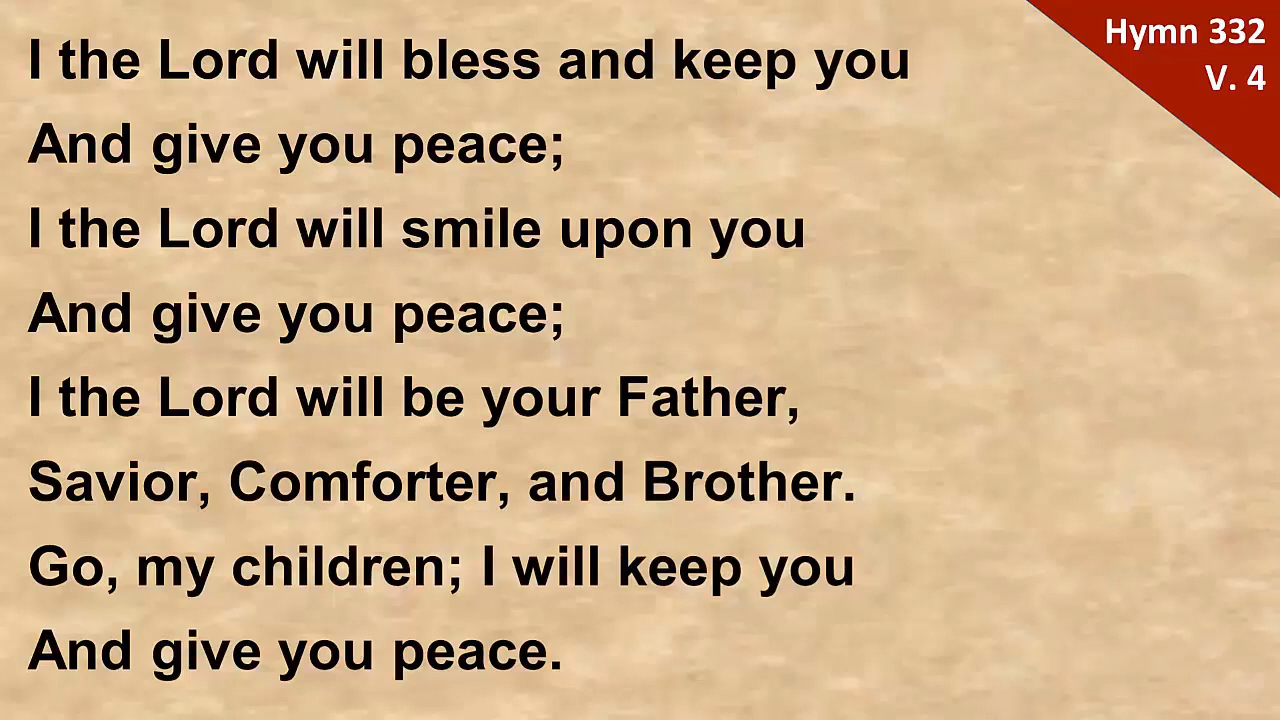 Hymn 332
V. 4
I the Lord will bless and keep you
And give you peace;
I the Lord will smile upon you
And give you peace;
I the Lord will be your Father,
Savior, Comforter, and Brother.
Go, my children; I will keep you
And give you peace.